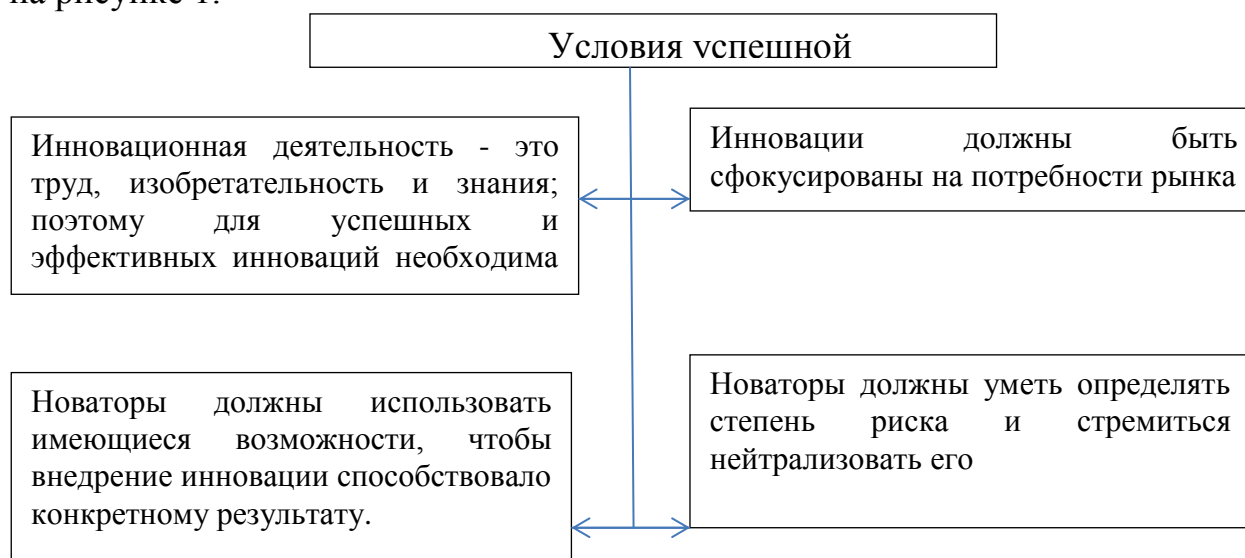 на рисунке 1.
Условия успешной
Инновационная деятельность - это
труд, изобретательность и знания;
поэтому для успешных и
эффективных инноваций необходима
Инновации должны быть
сфокусированы на потребности рынка
Новаторы должны использовать
имеющиеся возможности, чтобы
внедрение инновации способствовало
конкретному результату.
Новаторы должны уметь определять
степень риска и стремиться
нейтрализовать его